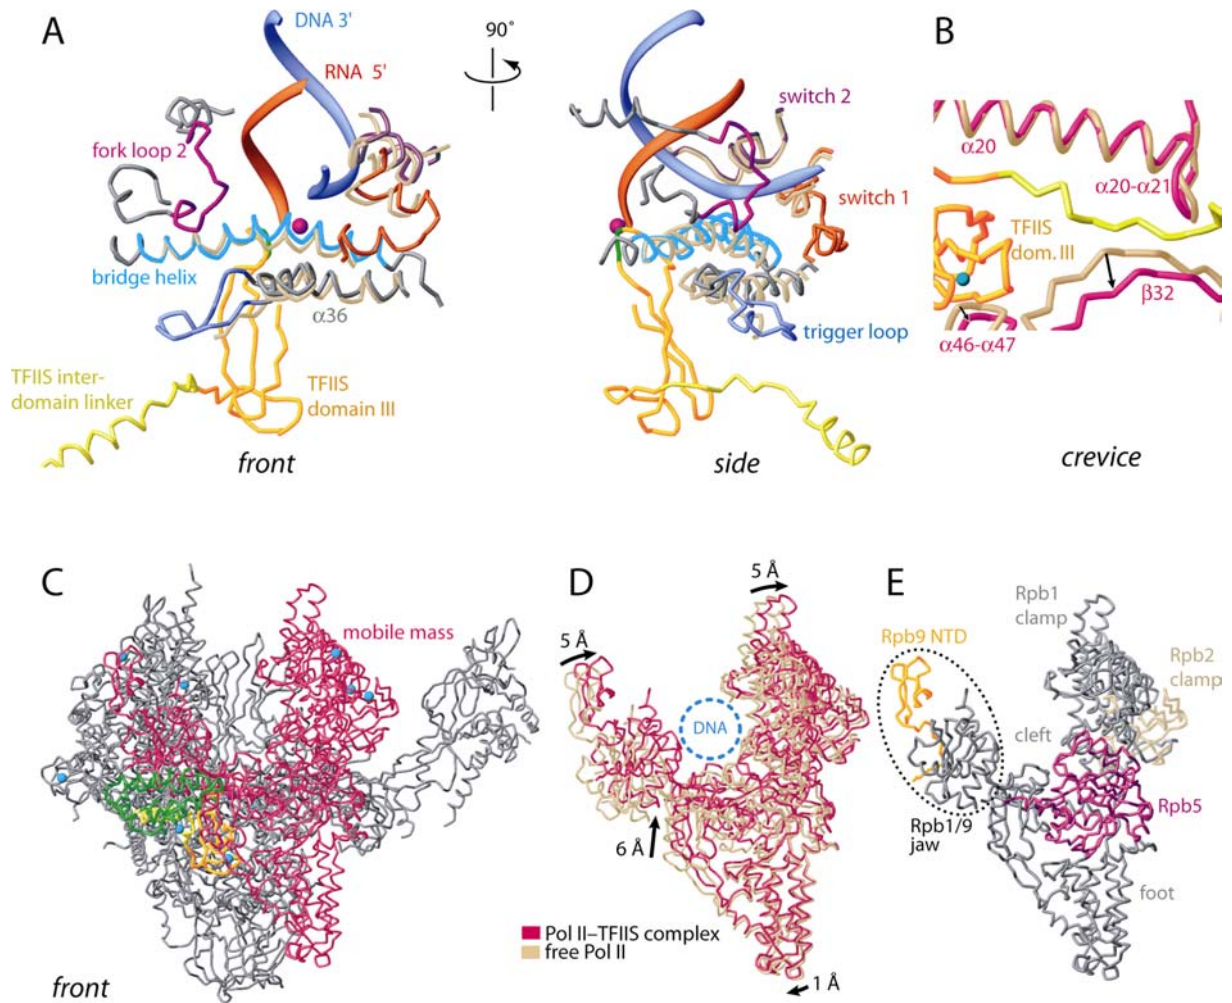 A
DNA 3'
RNA 5'
fork loop 2
bridge helix
α36
TFIIS inter-
domain linker
TFIIS
domain III
front
90°
switch 2
switch 1
trigger loop
side
B
α20
α20-α21
TFIIS
dom. III
β32
α46-α47
crevice
C
mobile mass
front
D
5 Å
5 Å
DNA
6 Å
Pol II–TFIIS complex
free Pol II
1 Å
E
Rpb1
clamp
Rpb9 NTD
Rpb2
clamp
cleft
Rpb5
Rpb1/9
jaw
foot